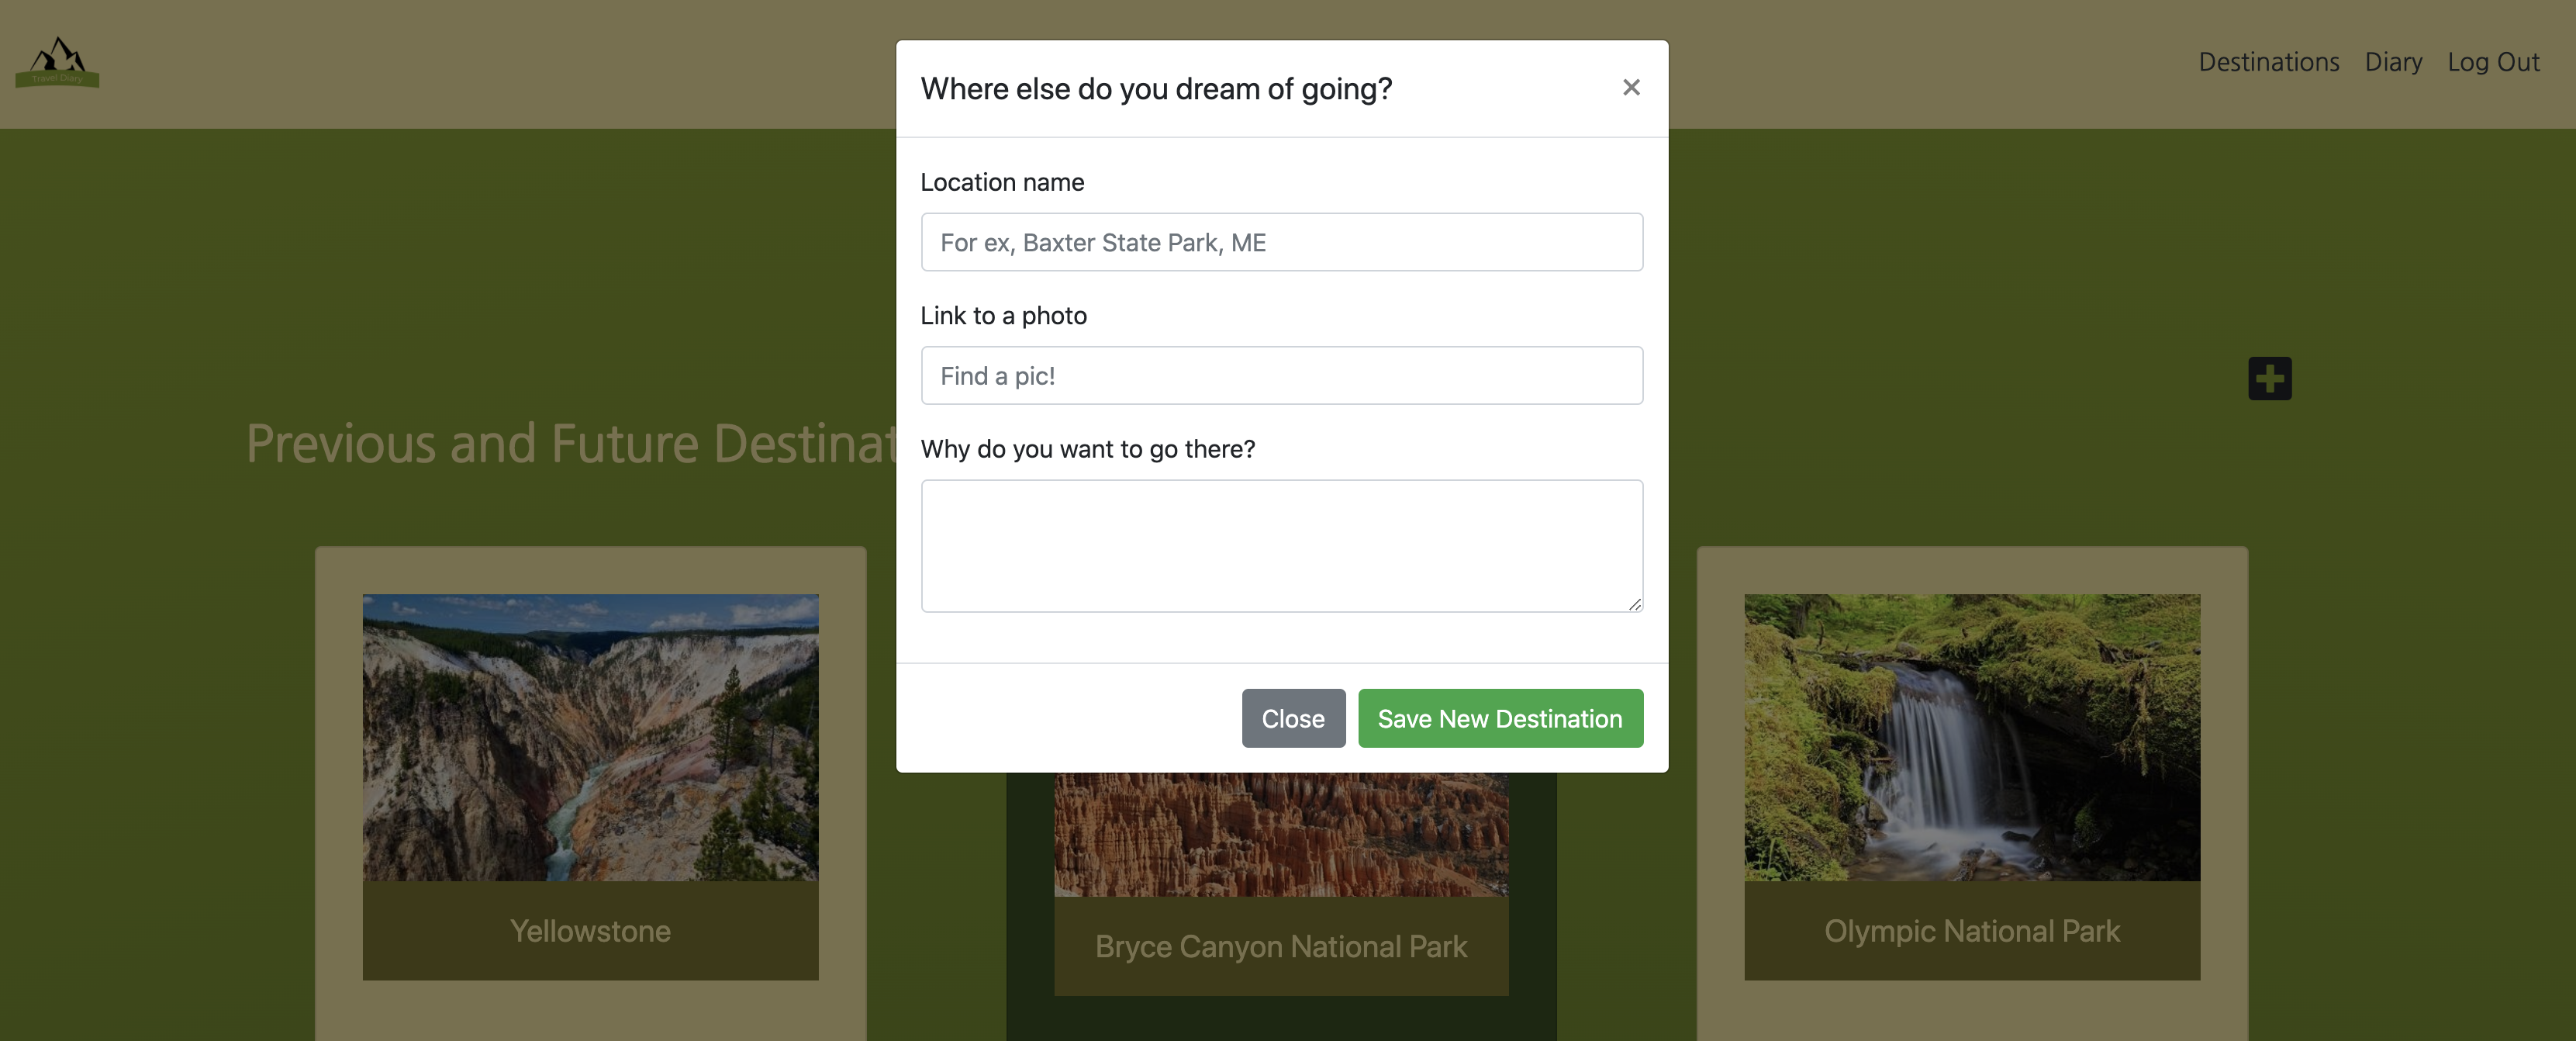 Travel Diary
Destinations Diary Log Out
Where else do you dream of going?
×
Location name
For ex, Baxter State Park, ME
Link to a photo
Find a pic!
Why do you want to go there?
Close Save New Destination
Previous and Future Destinat
Yellowstone
Bryce Canyon National Park
Olympic National Park